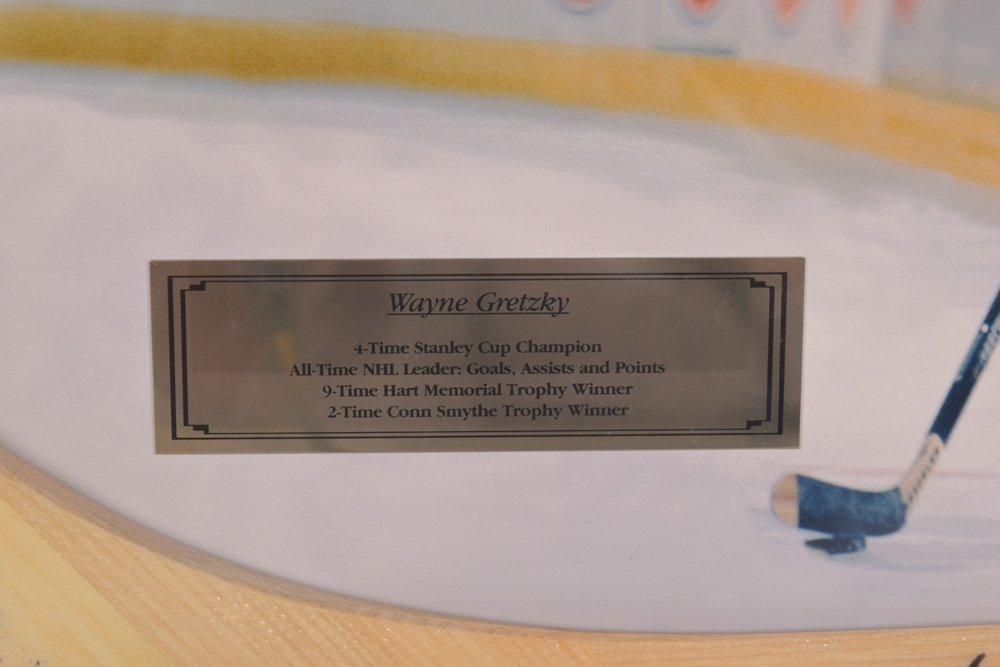 Wayne Gretzky
4-Time Stanley Cup Champion
All-Time NHL Leader: Goals, Assists and Points
9-Time Hart Memorial Trophy Winner
2-Time Conn Smythe Trophy Winner